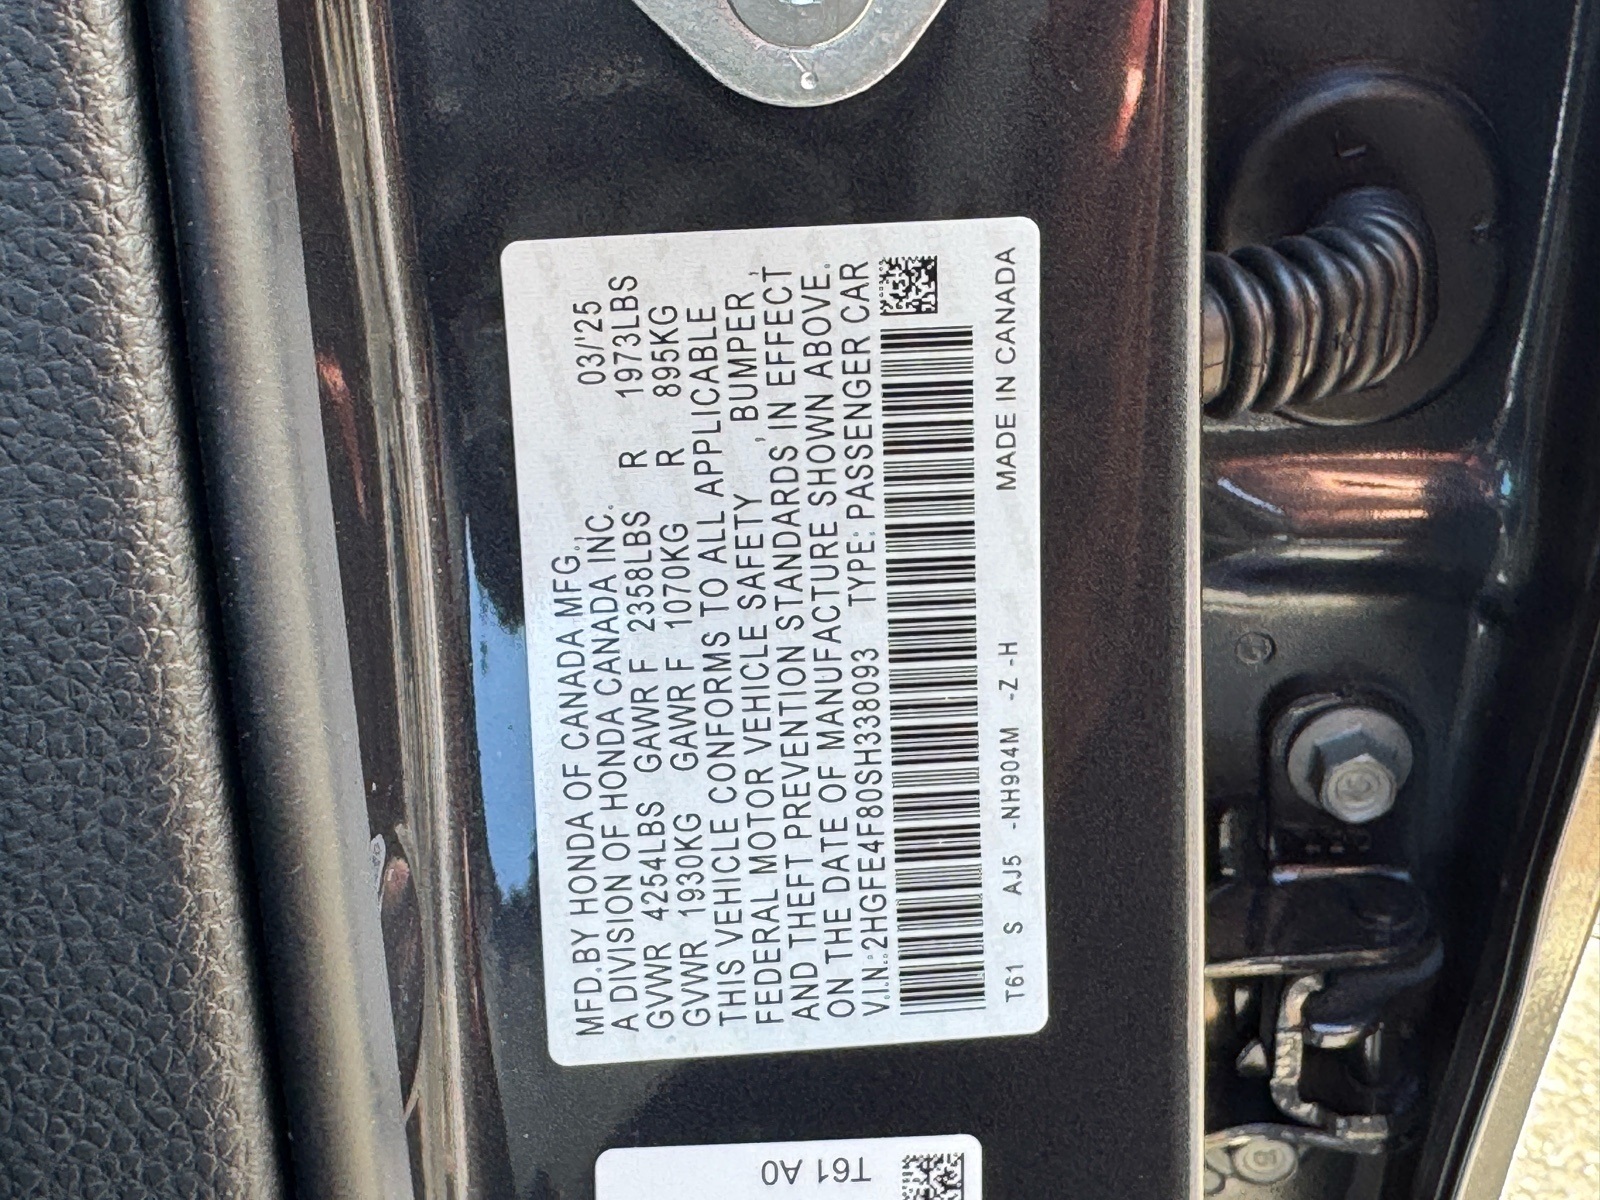 MFD.BY HONDA OF CANADA MFG.,
A DIVISION OF HONDA CANADA INC. 03/'25
GVWR 4254LBS GAWR F 2358LBS R 1973LBS
GVWR 1930KG GAWR F 1070KG R 895KG
THIS VEHICLE CONFORMS TO ALL APPLICABLE
FEDERAL MOTOR VEHICLE SAFETY, BUMPER,
AND THEFT PREVENTION STANDARDS IN EFFECT
ON THE DATE OF MANUFACTURE SHOWN ABOVE.
V.I.N.:2HGFE4F80SH338093 TYPE: PASSENGER CAR
T61 S AJ5 -NH904M -Z -H MADE IN CANADA
T61 A0